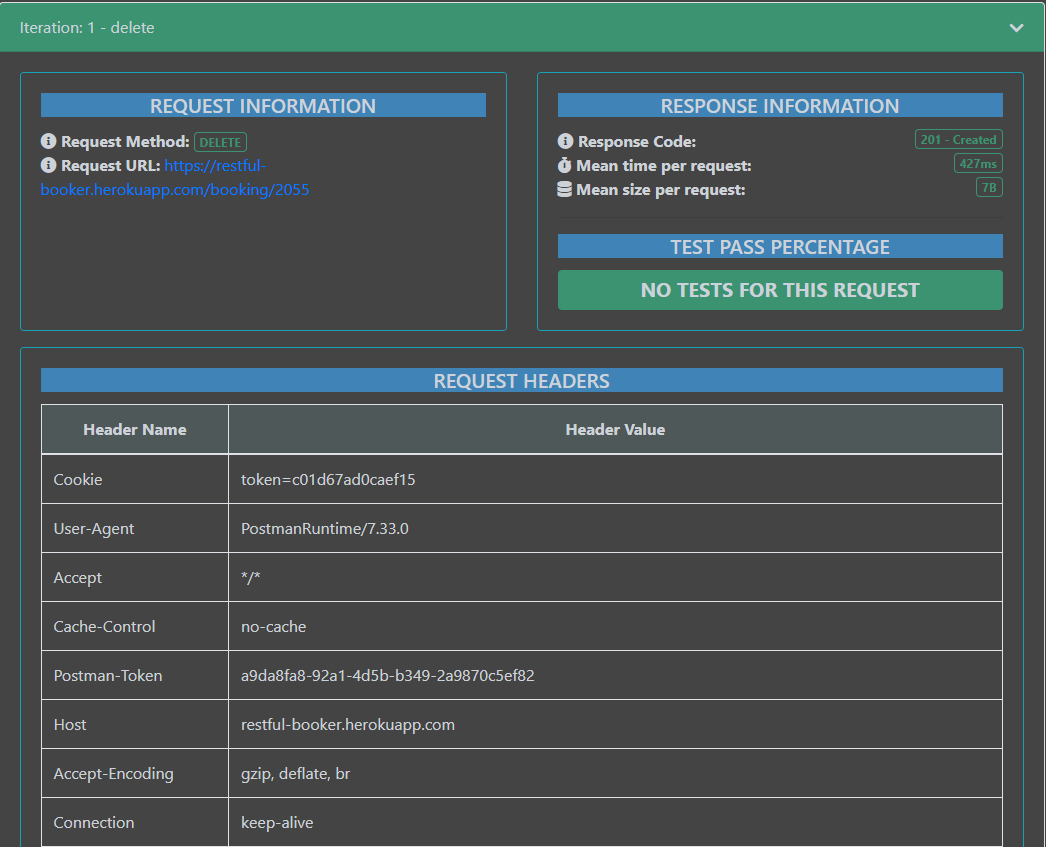 Iteration: 1 - delete
REQUEST INFORMATION
Request Method: DELETE
Request URL: https://restful-
booker.herokuapp.com/booking/2055
RESPONSE INFORMATION
Response Code: 201 - Created
Mean time per request: 427ms
Mean size per request: 7B
TEST PASS PERCENTAGE
NO TESTS FOR THIS REQUEST
REQUEST HEADERS
Header Name Header Value
Cookie token=c01d67ad0caef15
User-Agent PostmanRuntime/7.33.0
Accept */*
Cache-Control no-cache
Postman-Token a9da8fa8-92a1-4d5b-b349-2a9870c5ef82
Host restful-booker.herokuapp.com
Accept-Encoding gzip, deflate, br
Connection keep-alive